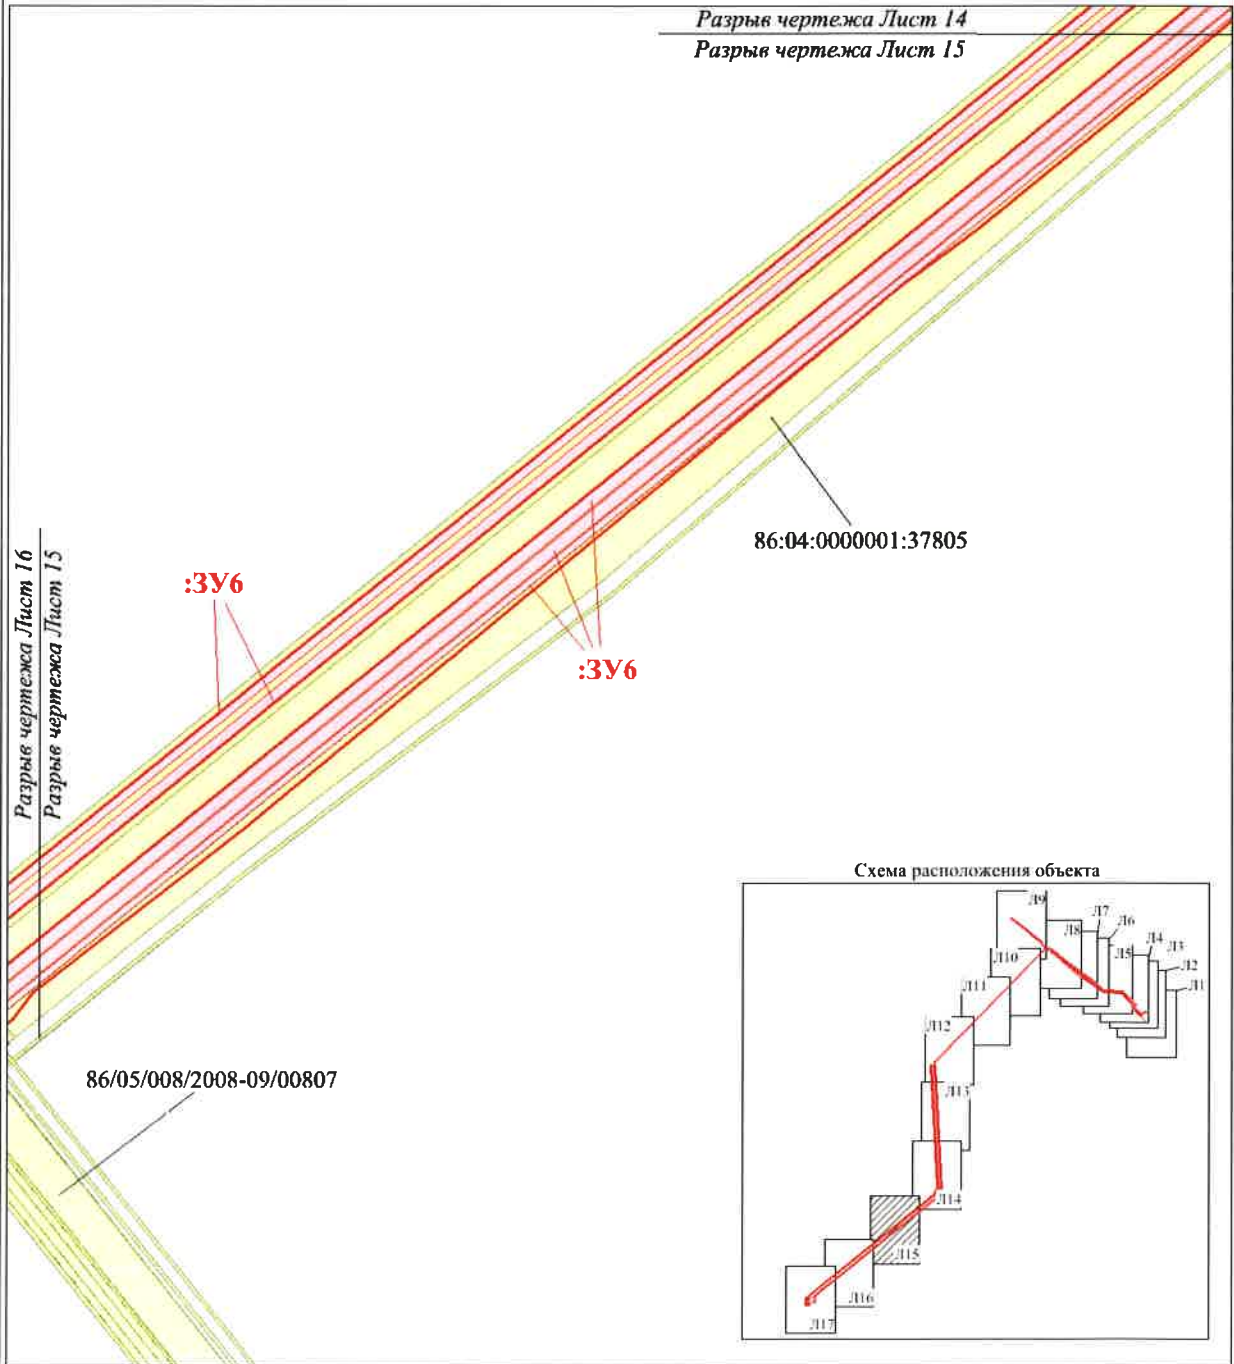 Разрыв чертежа Лист 14
Разрыв чертежа Лист 15
86:04:0000001:37805
:ЗУ6
:ЗУ6
Разрыв чертежа Лист 16
Разрыв чертежа Лист 15
86/05/008/2008-09/00807
Схема расположения объекта
Л9
Л8
Л7
Л6
Л5
Л4
Л3
Л2
Л1
Л10
Л11
Л12
Л13
Л14
Л15
Л16
Л17